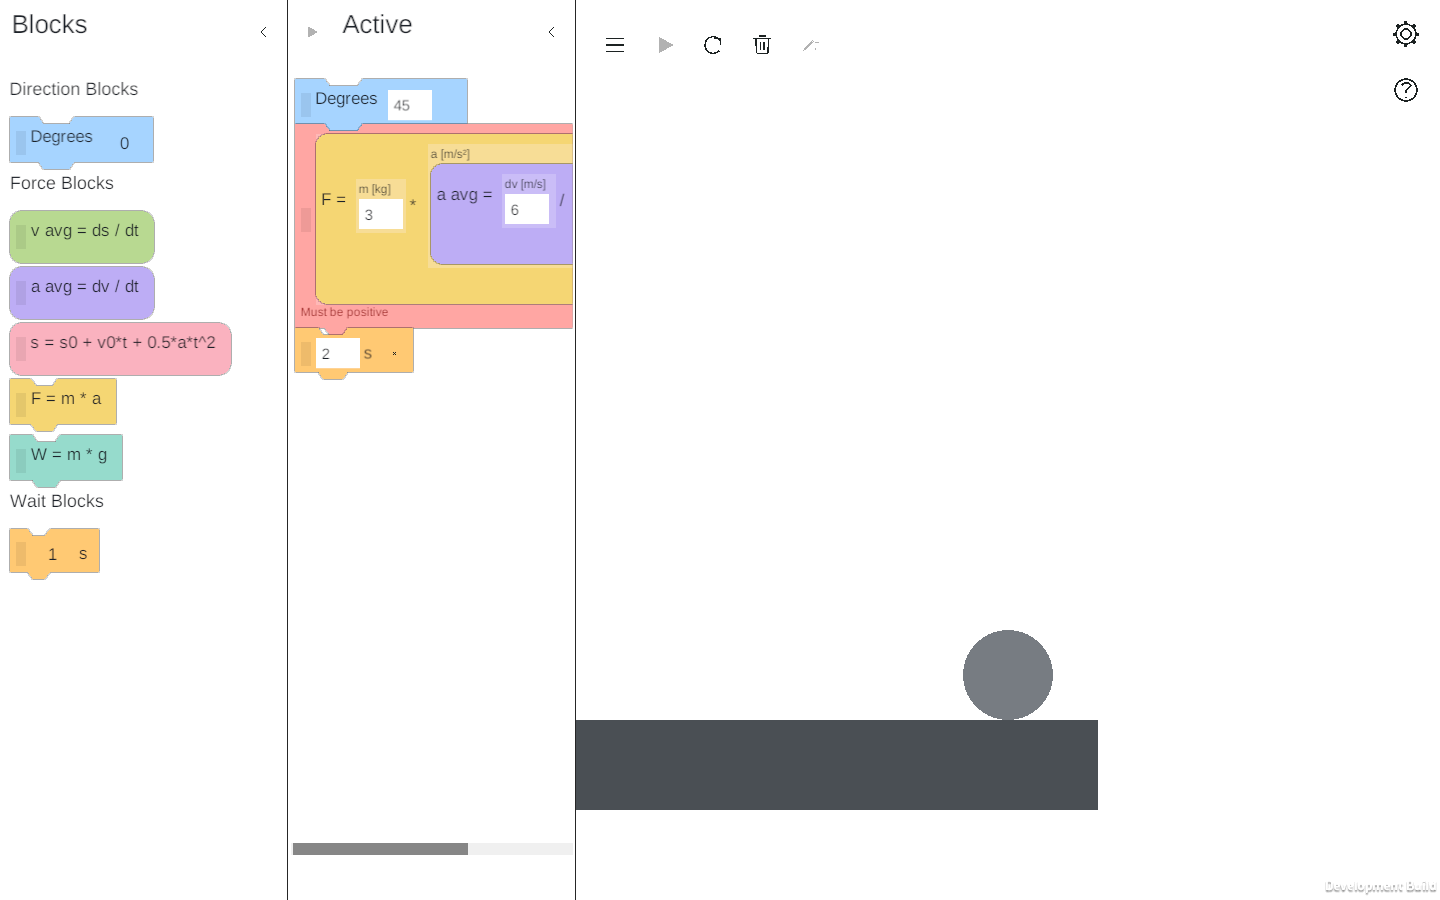 Blocks
Direction Blocks
Degrees 0
Force Blocks
v avg = ds / dt
a avg = dv / dt
s = s0 + v0*t + 0.5*a*t^2
F = m * a
W = m * g
Wait Blocks
1 s
Active
Degrees 45
a [m/s²]
m [kg]
dv [m/s]
F = 3 * a avg = 6 /
Must be positive
2 s
Development Build